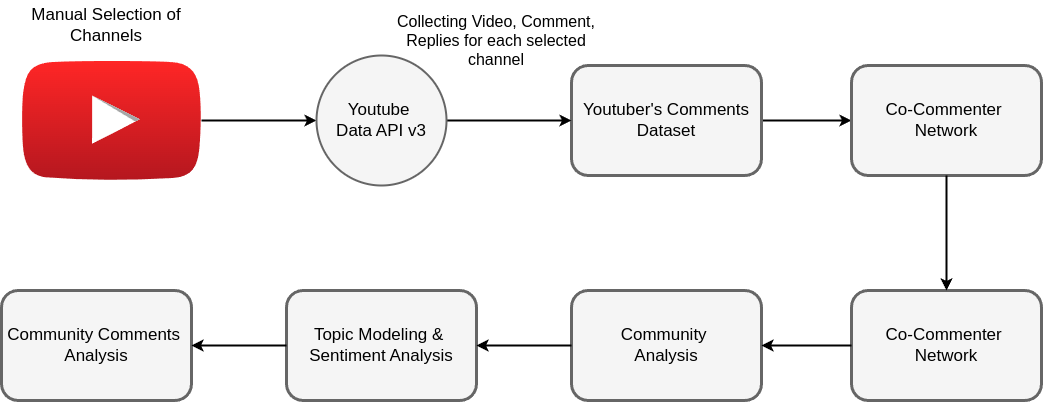 Manual Selection of
Channels
Collecting Video, Comment,
Replies for each selected
channel
Youtube
Data API v3
Youtuber's Comments
Dataset
Co-Commenter
Network
Community Comments
Analysis
Topic Modeling &
Sentiment Analysis
Community
Analysis
Co-Commenter
Network